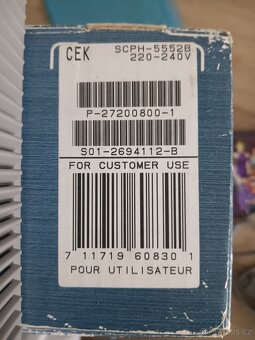 CEK SCPH-5552B
220-240V
P-27200800-1
S01-2694112-B
FOR CUSTOMER USE
7 11719 60830 1
POUR UTILISATEUR